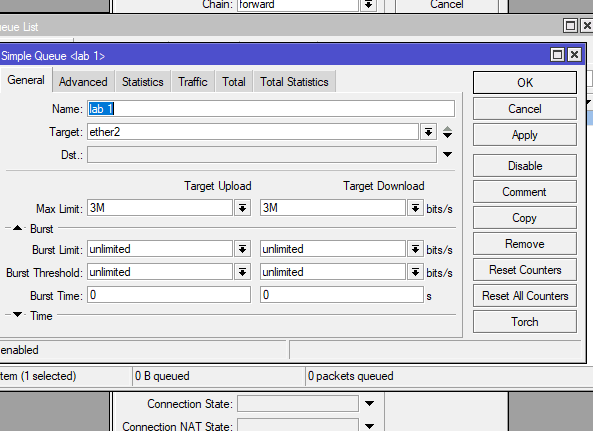 Chain: forward Cancel
eue List
Simple Queue <lab 1>
General Advanced Statistics Traffic Total Total Statistics
OK
Name: lab 1
Cancel
Target: ether2
Apply
Dst.:
Disable
Target Upload Target Download
Comment
Max Limit: 3M 3M bits/s
Copy
Burst
Remove
Burst Limit: unlimited unlimited bits/s
Burst Threshold: unlimited unlimited bits/s
Reset Counters
Burst Time: 0 0 s
Reset All Counters
Time
Torch
enabled
tem (1 selected) 0 B queued 0 packets queued
Connection State:
Connection NAT State: